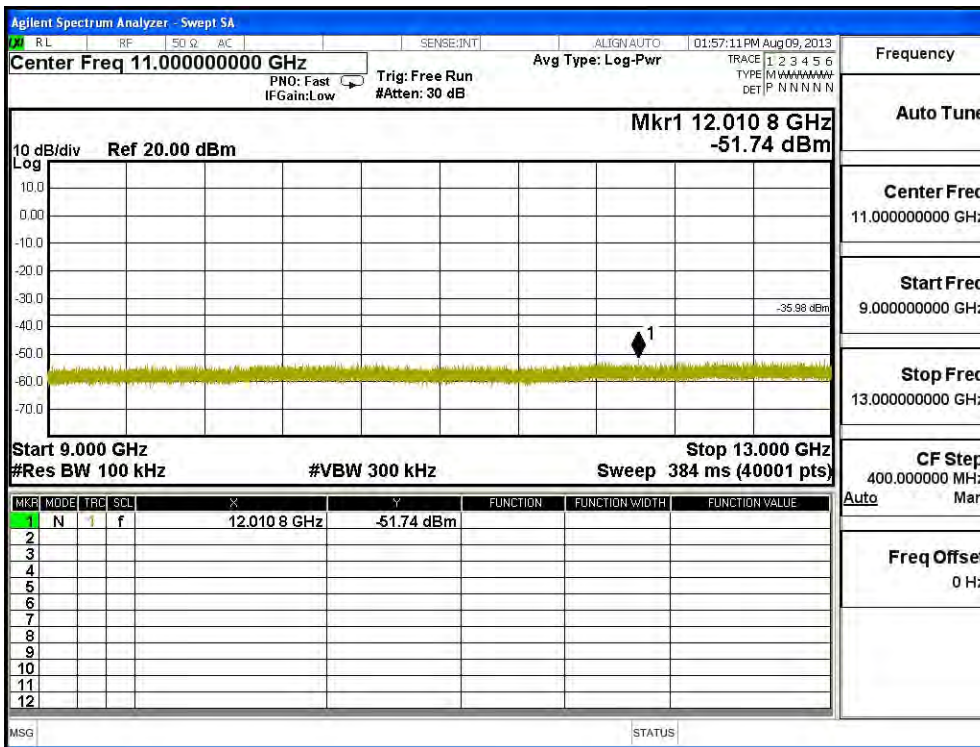 Agilent Spectrum Analyzer - Swept SA
RL RF 50 Ω AC SENSE:INT ALIGN AUTO 01:57:11 PM Aug 09, 2013
Center Freq 11.000000000 GHz
PNO: Fast
IFGain:Low
Trig: Free Run
#Atten: 30 dB
Avg Type: Log-Pwr
TRACE 1 2 3 4 5 6
TYPE M
DET P N N N N N
Mkr1 12.010 8 GHz
-51.74 dBm
10 dB/div Ref 20.00 dBm
Log
10.0
0.00
-10.0
-20.0
-30.0
-35.98 dBm
-40.0
1
-50.0
-60.0
-70.0
Start 9.000 GHz Stop 13.000 GHz
#Res BW 100 kHz #VBW 300 kHz Sweep 384 ms (40001 pts)
MKR MODE TRC SCL X Y FUNCTION FUNCTION WIDTH FUNCTION VALUE
1 N 1 f 12.010 8 GHz -51.74 dBm
2
3
4
5
6
7
8
9
10
11
12
MSG STATUS
Frequency
Auto Tune
Center Freq
11.000000000 GHz
Start Freq
9.000000000 GHz
Stop Freq
13.000000000 GHz
CF Step
400.000000 MHz
Auto Man
Freq Offset
0 Hz